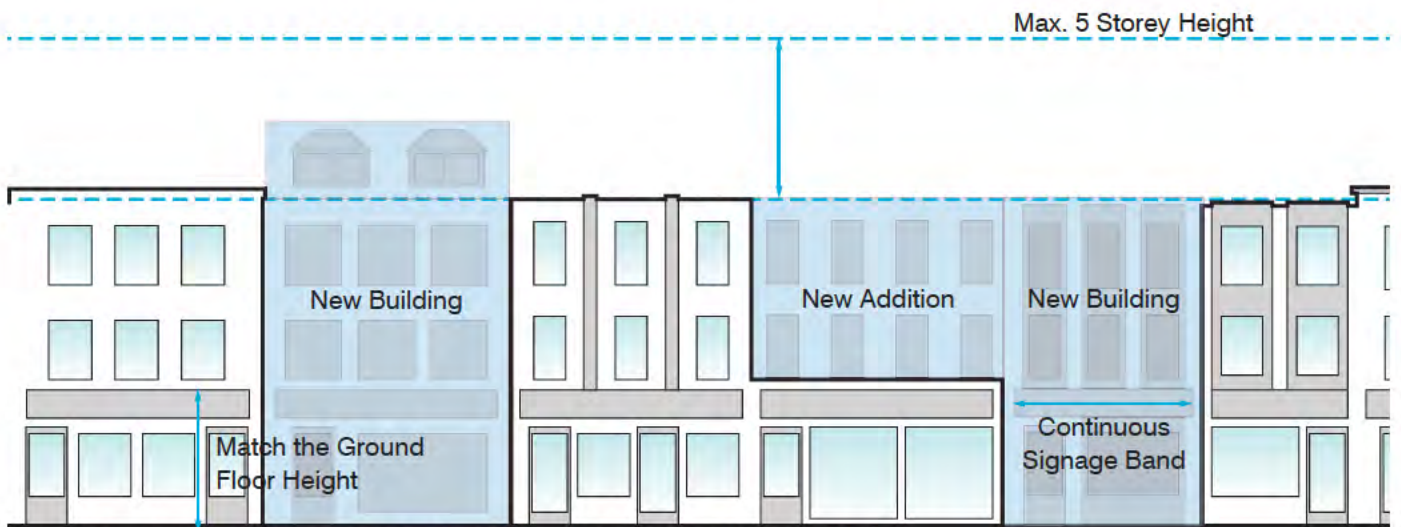 Max. 5 Storey Height
New Building
New Addition
New Building
Match the Ground
Floor Height
Continuous
Signage Band